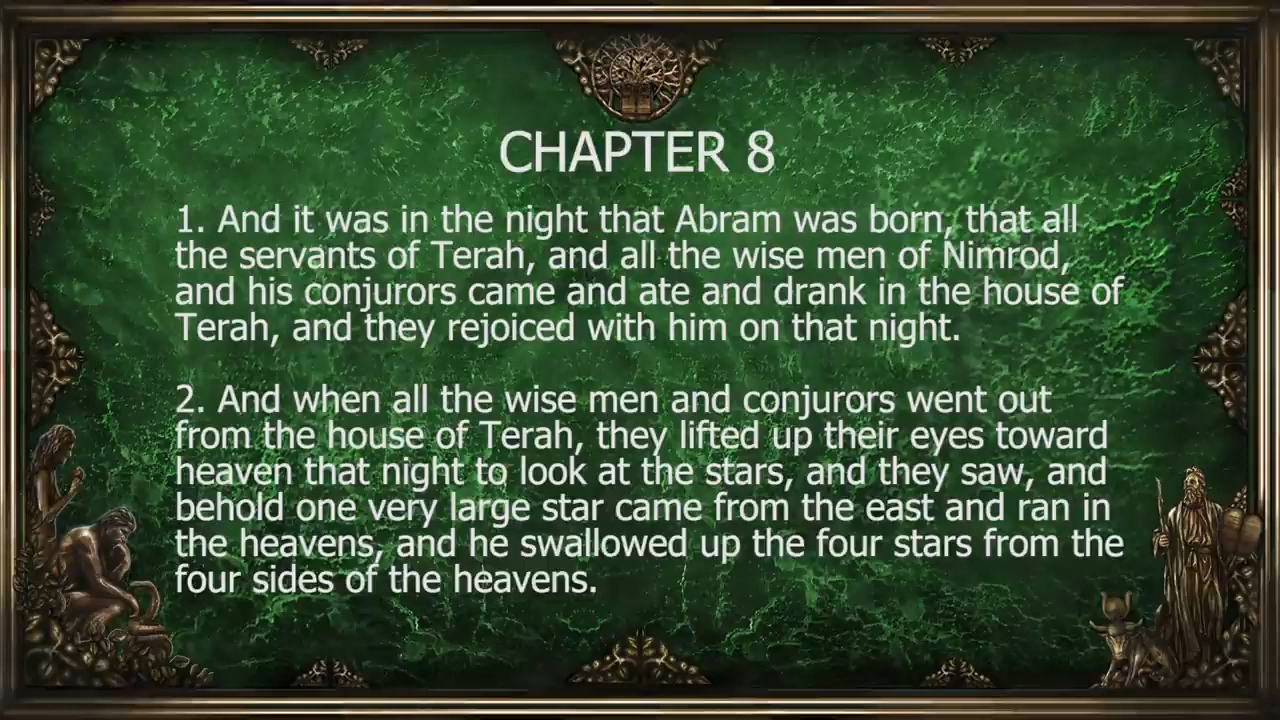 CHAPTER 8
1. And it was in the night that Abram was born, that all
the servants of Terah, and all the wise men of Nimrod,
and his conjurors came and ate and drank in the house of
Terah, and they rejoiced with him on that night.
2. And when all the wise men and conjurors went out
from the house of Terah, they lifted up their eyes toward
heaven that night to look at the stars, and they saw, and
behold one very large star came from the east and ran in
the heavens, and he swallowed up the four stars from the
four sides of the heavens.